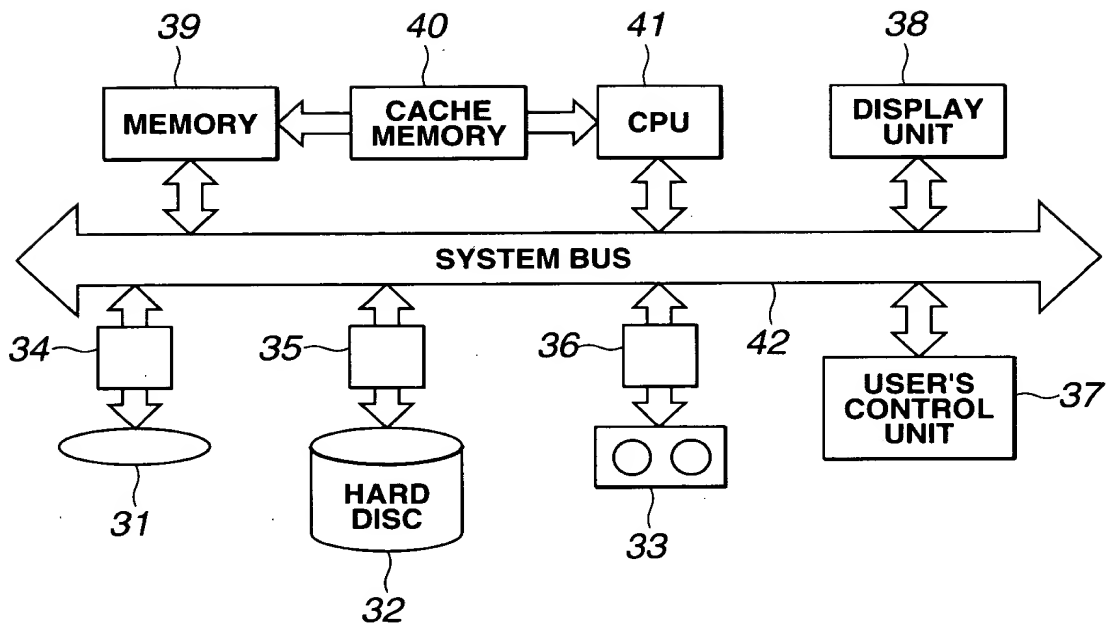 39
40
41
38
MEMORY
CACHE
MEMORY
CPU
DISPLAY
UNIT
SYSTEM BUS
34
35
36
42
USER'S
CONTROL
UNIT
37
31
HARD
DISC
32
33